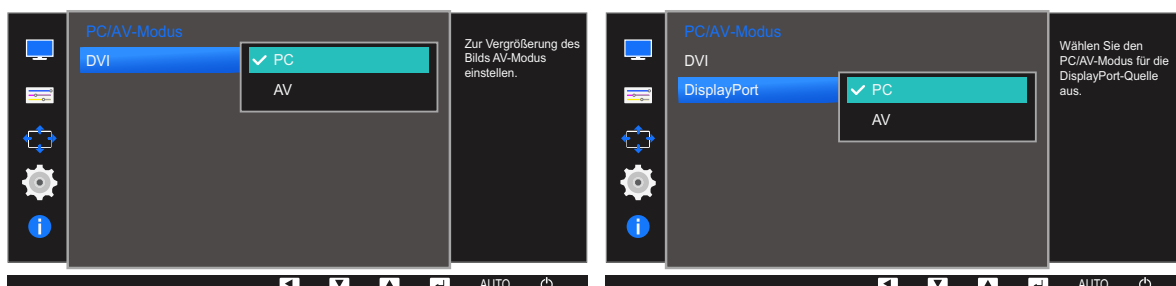 PC/AV-Modus
DVI
PC
AV
Zur Vergrößerung des
Bilds AV-Modus
einstellen.
AUTO
PC/AV-Modus
DVI
DisplayPort
PC
AV
Wählen Sie den
PC/AV-Modus für die
DisplayPort-Quelle
aus.
AUTO